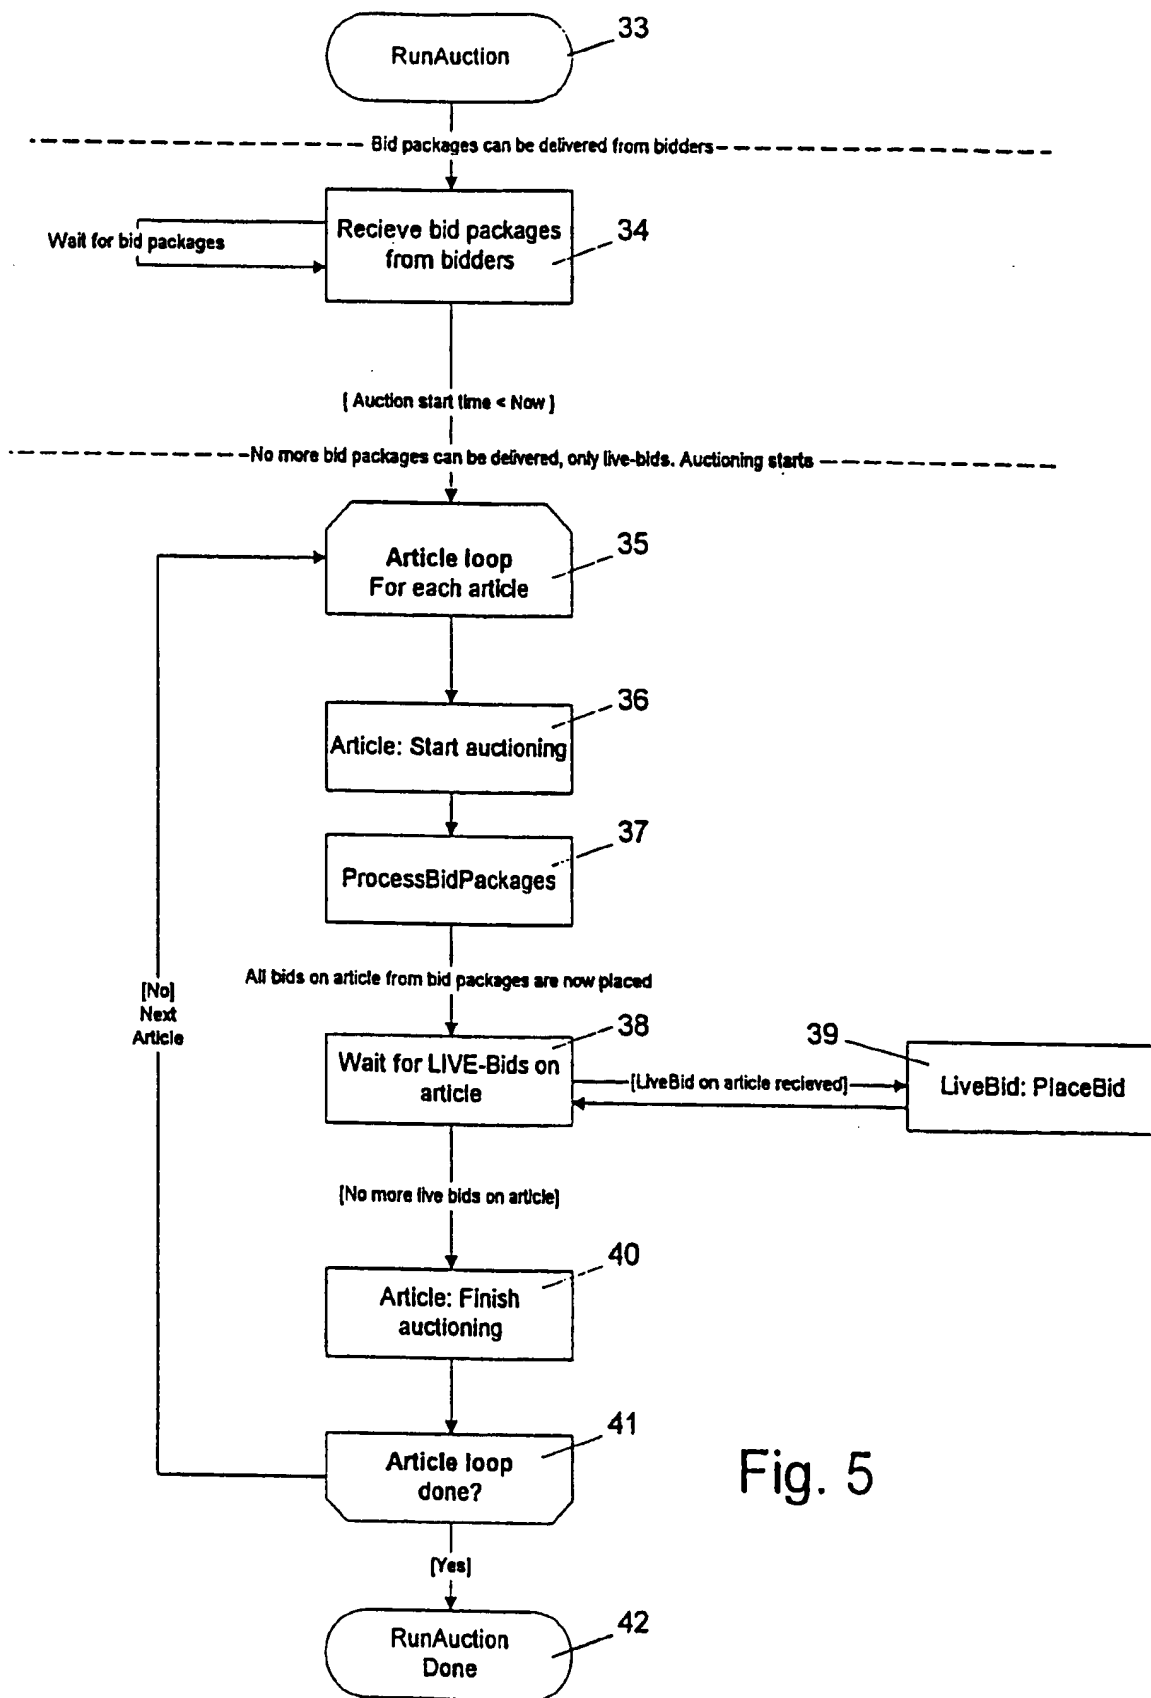 33
RunAuction
Bid packages can be delivered from bidders
Recieve bid packages
from bidders
34
Wait for bid packages
[ Auction start time < Now ]
No more bid packages can be delivered, only live-bids. Auctioning starts
Article loop
For each article
35
36
Article: Start auctioning
37
ProcessBidPackages
All bids on article from bid packages are now placed
[No]
Next
Article
38
Wait for LIVE-Bids on
article
[LiveBid on article recieved]
39
LiveBid: PlaceBid
[No more live bids on article]
40
Article: Finish
auctioning
41
Article loop
done?
Fig. 5
[Yes]
42
RunAuction
Done